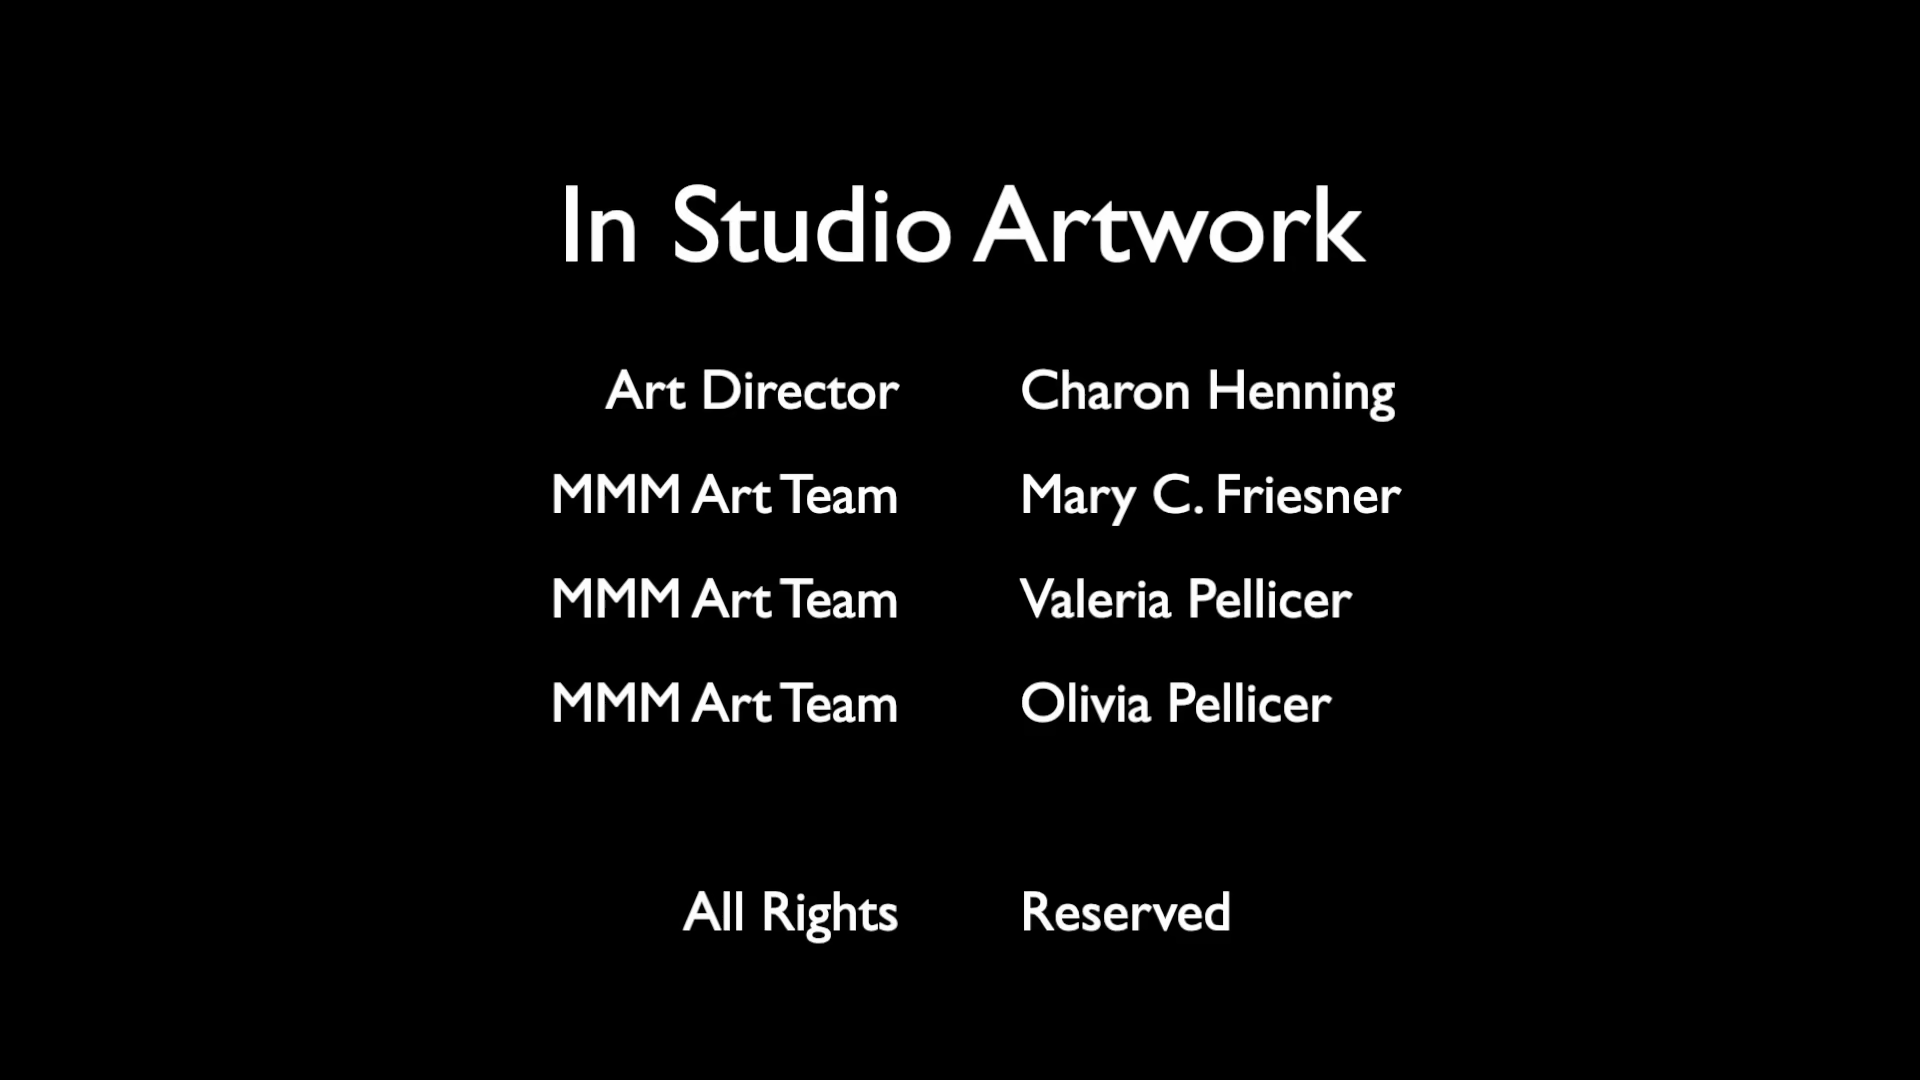 In Studio Artwork
Art Director Charon Henning
MMM Art Team Mary C. Friesner
MMM Art Team Valeria Pellicer
MMM Art Team Olivia Pellicer
All Rights Reserved